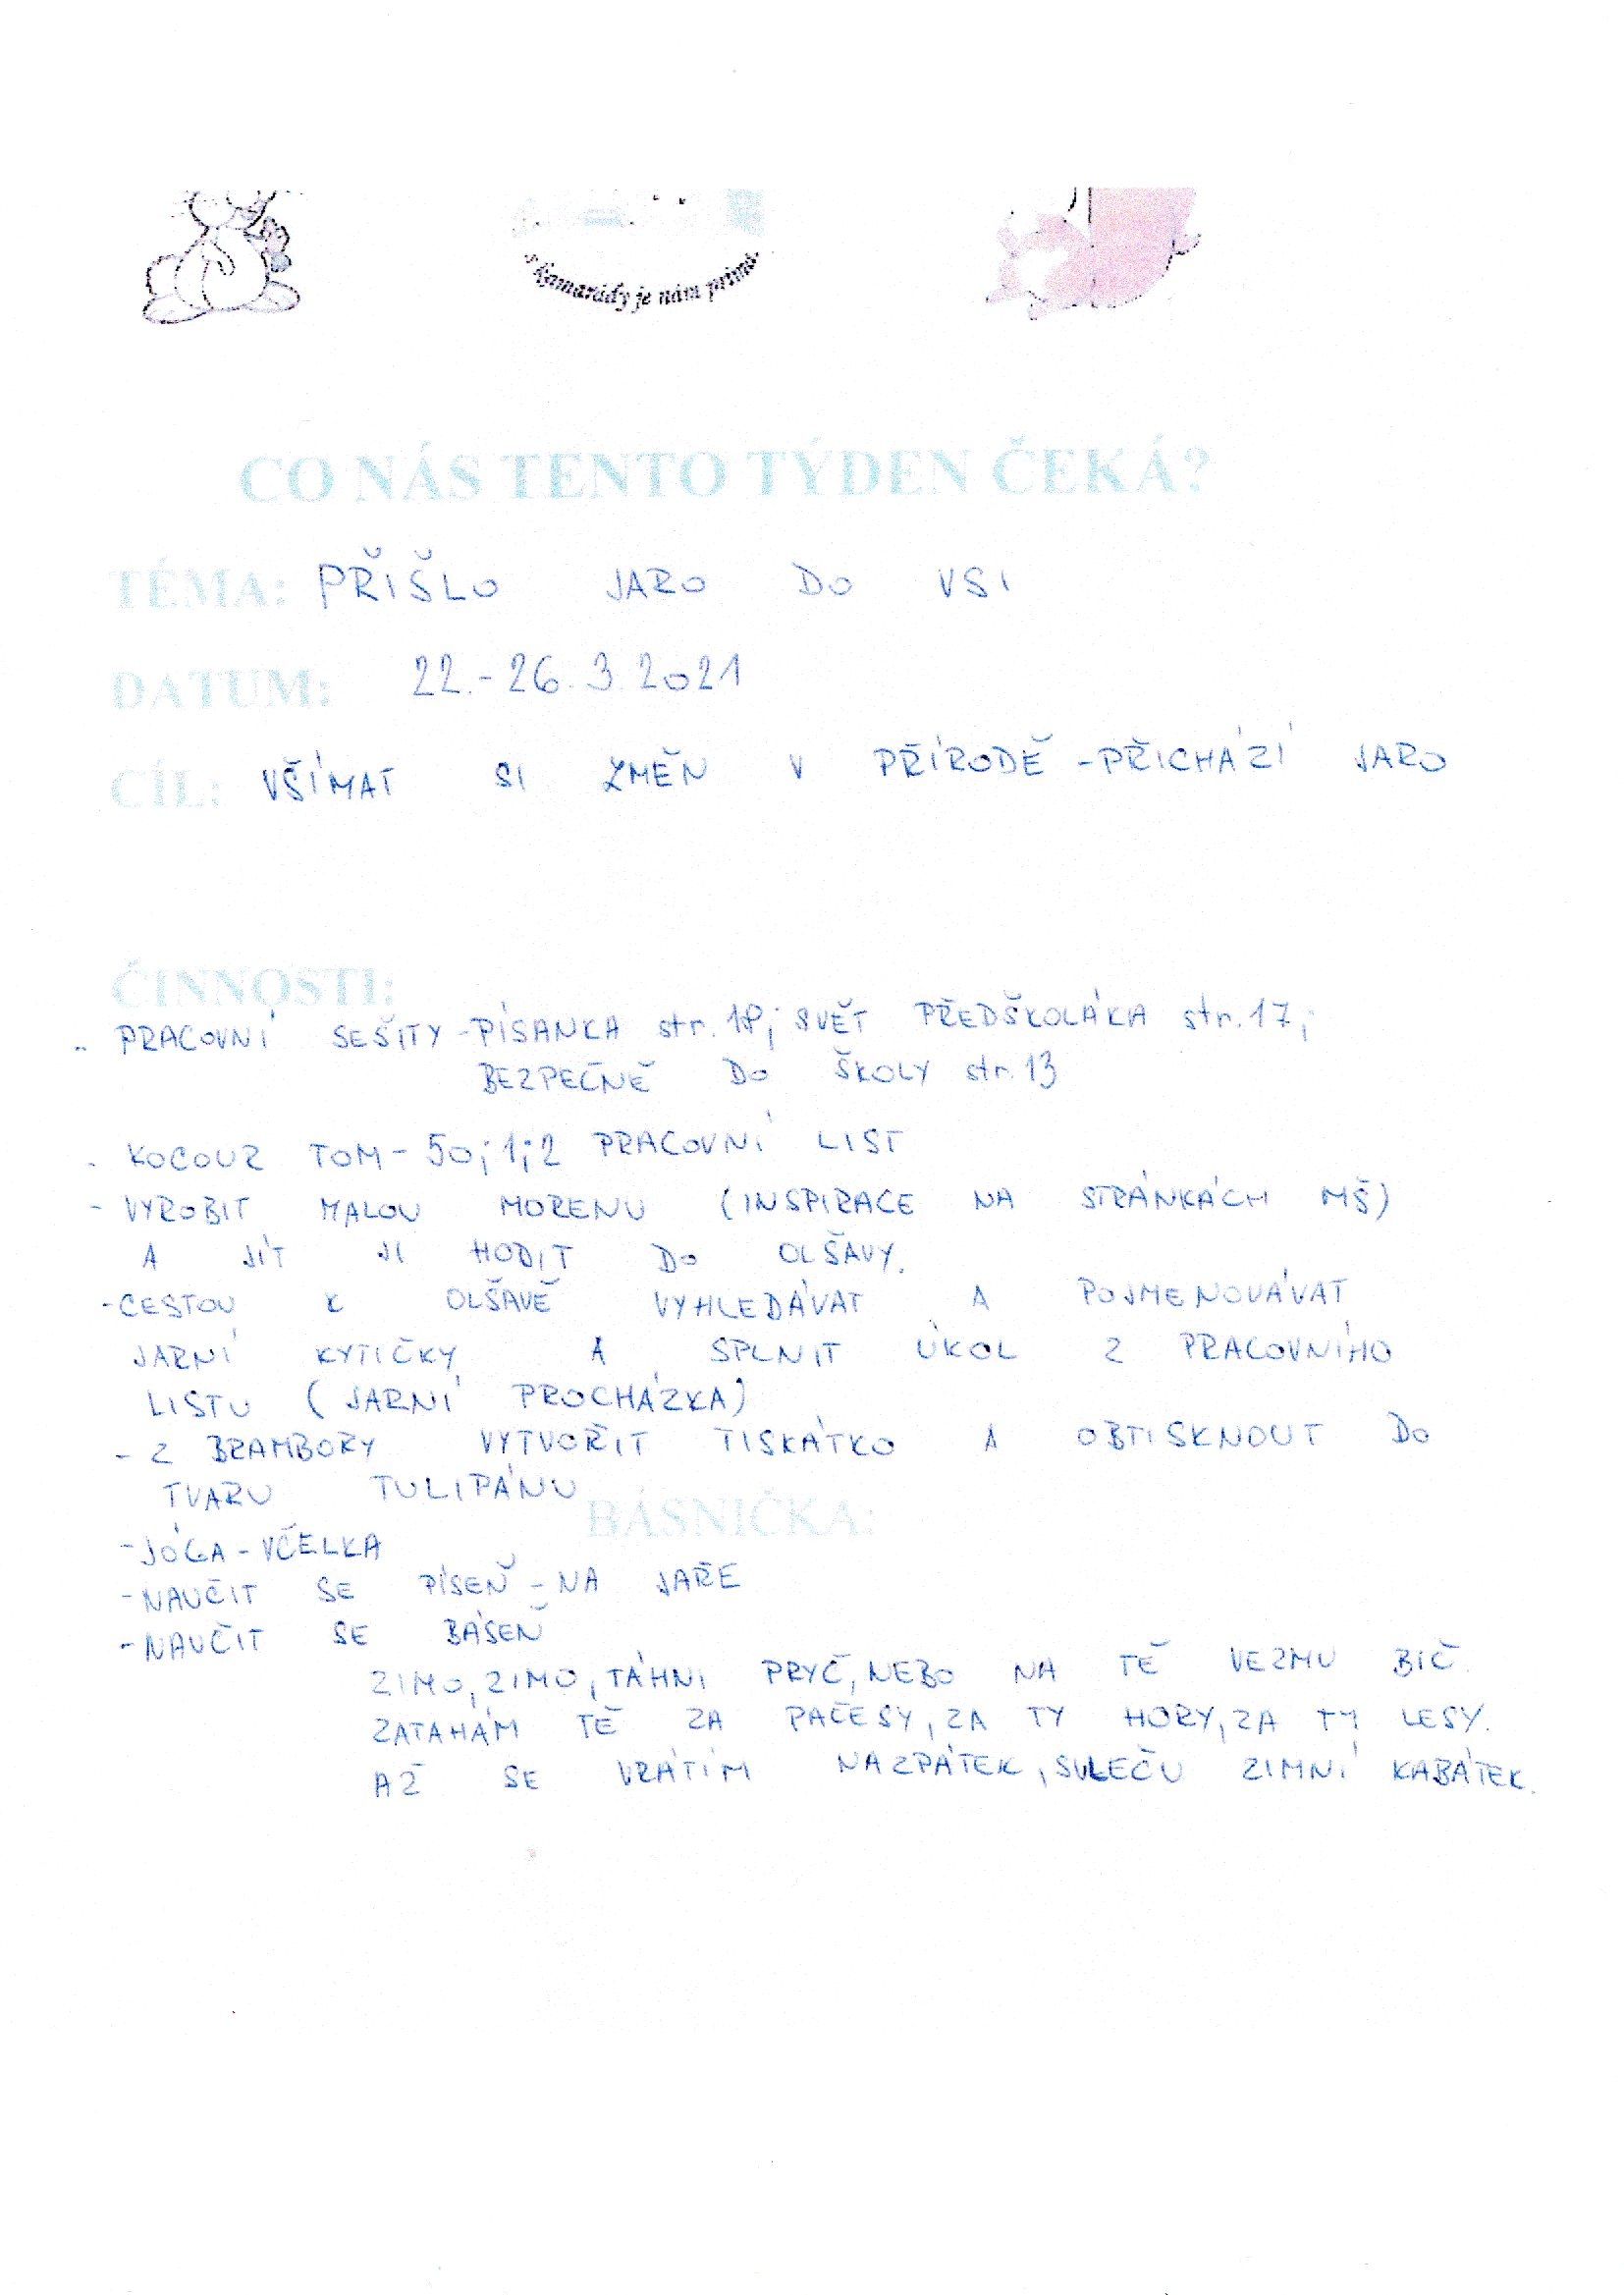 kamarády je nám prima
CO NÁS TENTO TÝDEN ČEKÁ?
TÉMA: PŘIŠLO JARO DO VSI
DATUM: 22.-26.3.2021
CÍL: VŠÍMAT SI ZMĚN V PŘÍRODĚ -PŘICHÁZÍ JARO
ČINNOSTI:
- PRACOVNÍ SEŠITY -PÍSANKA str. 18; SVĚT PŘEDŠKOLÁKA str. 17;
BEZPEČNĚ DO ŠKOLY str. 13
- KOCOUR TOM - 50; 1; 2 PRACOVNÍ LIST
- VYROBIT MALOU MORENU (INSPIRACE NA STRÁNKÁCH MŠ)
A JÍT JI HODIT DO OLŠAVY.
- CESTOU K OLŠAVĚ VYHLEDÁVAT A POJMENOVÁVAT
JARNÍ KYTIČKY A SPLNIT ÚKOL Z PRACOVNÍHO
LISTU (JARNÍ PROCHÁZKA)
- Z BRAMBORY VYTVOŘIT TISKÁTKO A OBTISKNOUT DO
TVARU TULIPÁNU
BÁSNIČKA:
- JÓGA - VČELKA
- NAUČIT SE PÍSEŇ - NA JAŘE
- NAUČIT SE BÁSEŇ
ZIMO, ZIMO, TÁHNI PRYČ, NEBO NA TĚ VEZMU BIČ.
ZATAHÁM TĚ ZA PAČESY, ZA TY HORY, ZA TY LESY.
AŽ SE VRÁTÍM NAZPÁTEK, SVLEČU ZIMNÍ KABÁTEK.